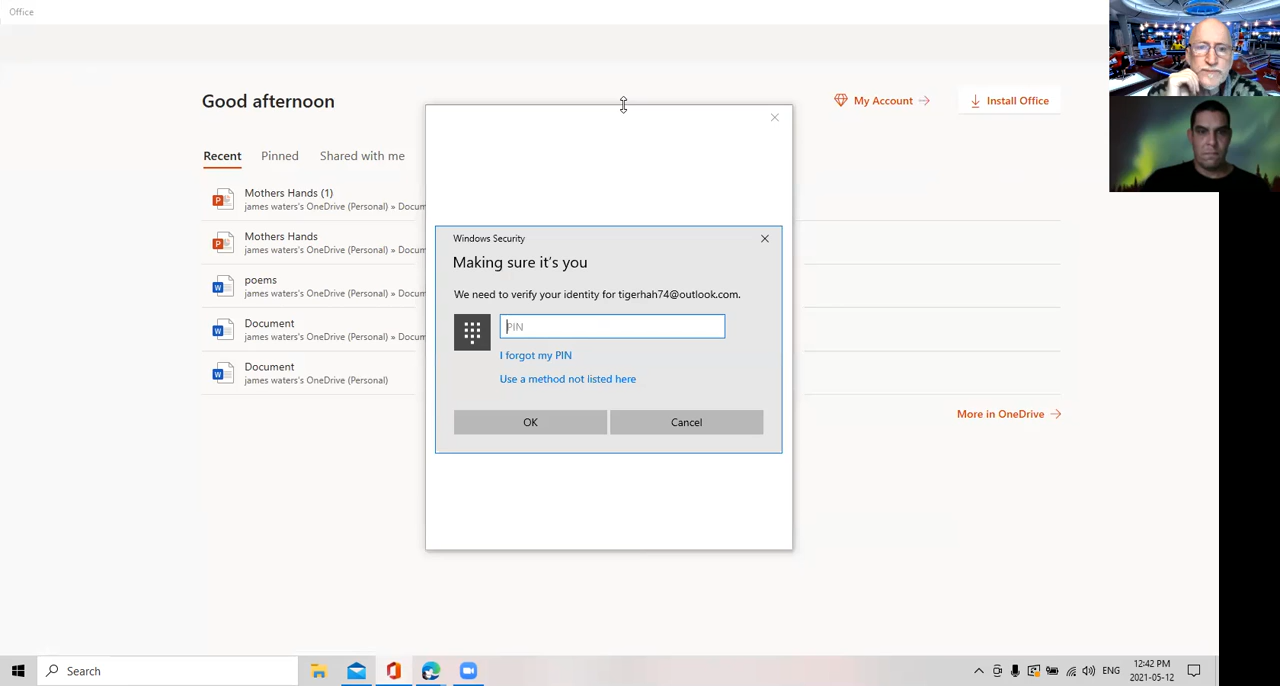 Office
Good afternoon
My Account
Install Office
Recent
Pinned
Shared with me
Mothers Hands (1)
james waters's OneDrive (Personal) » Docum
Mothers Hands
james waters's OneDrive (Personal) » Docum
poems
james waters's OneDrive (Personal) » Docum
Document
james waters's OneDrive (Personal) » Docum
Document
james waters's OneDrive (Personal)
More in OneDrive
Windows Security
Making sure it's you
We need to verify your identity for tigerhah74@outlook.com.
PIN
I forgot my PIN
Use a method not listed here
OK
Cancel
Search
ENG
12:42 PM
2021-05-12